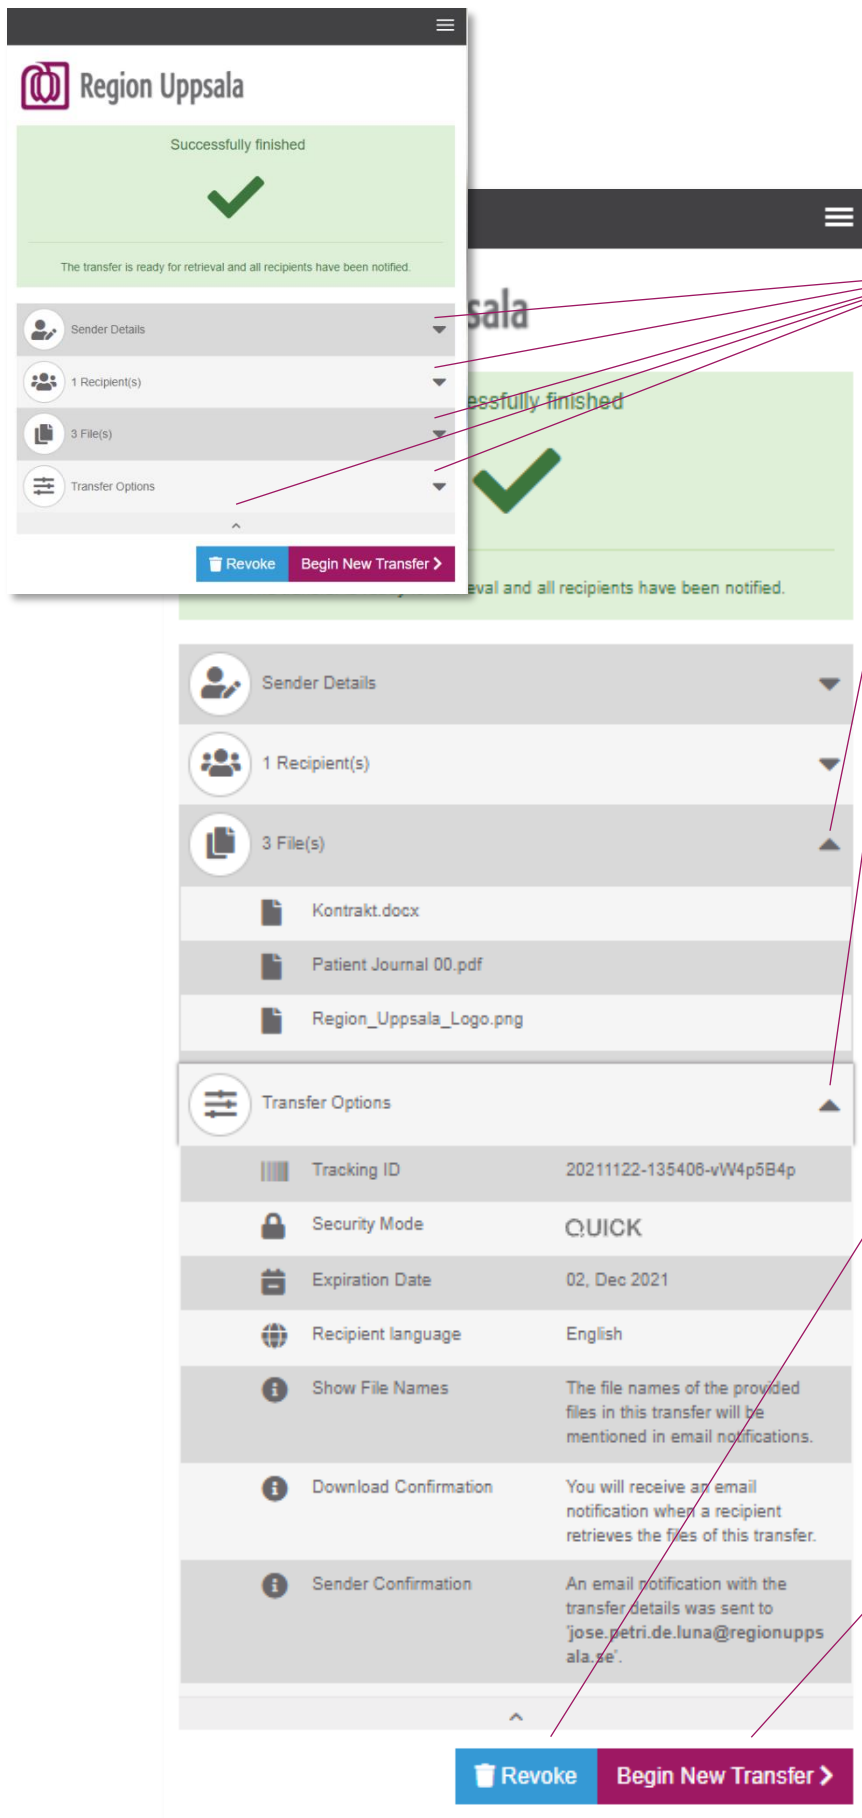 Region Uppsala
Successfully finished
The transfer is ready for retrieval and all recipients have been notified.
Sender Details
1 Recipient(s)
3 File(s)
Transfer Options
Revoke
Begin New Transfer
sala
essfully finished
eval and all recipients have been notified.
Sender Details
1 Recipient(s)
3 File(s)
Kontrakt.docx
Patient Journal 00.pdf
Region_Uppsala_Logo.png
Transfer Options
Tracking ID 20211122-135406-vW4p5B4p
Security Mode QUICK
Expiration Date 02, Dec 2021
Recipient language English
Show File Names The file names of the provided
files in this transfer will be
mentioned in email notifications.
Download Confirmation You will receive an email
notification when a recipient
retrieves the files of this transfer.
Sender Confirmation An email notification with the
transfer details was sent to
'jose.petri.de.luna@regionupps
ala.se'.
Revoke
Begin New Transfer